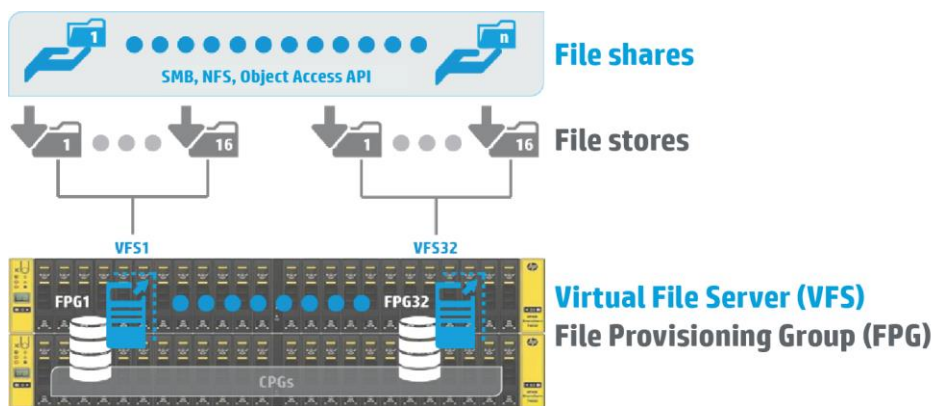 1
n
SMB, NFS, Object Access API
File shares
1
16
1
16
File stores
VFS1
VFS32
FPG1
FPG32
Virtual File Server (VFS)
File Provisioning Group (FPG)
CPGs